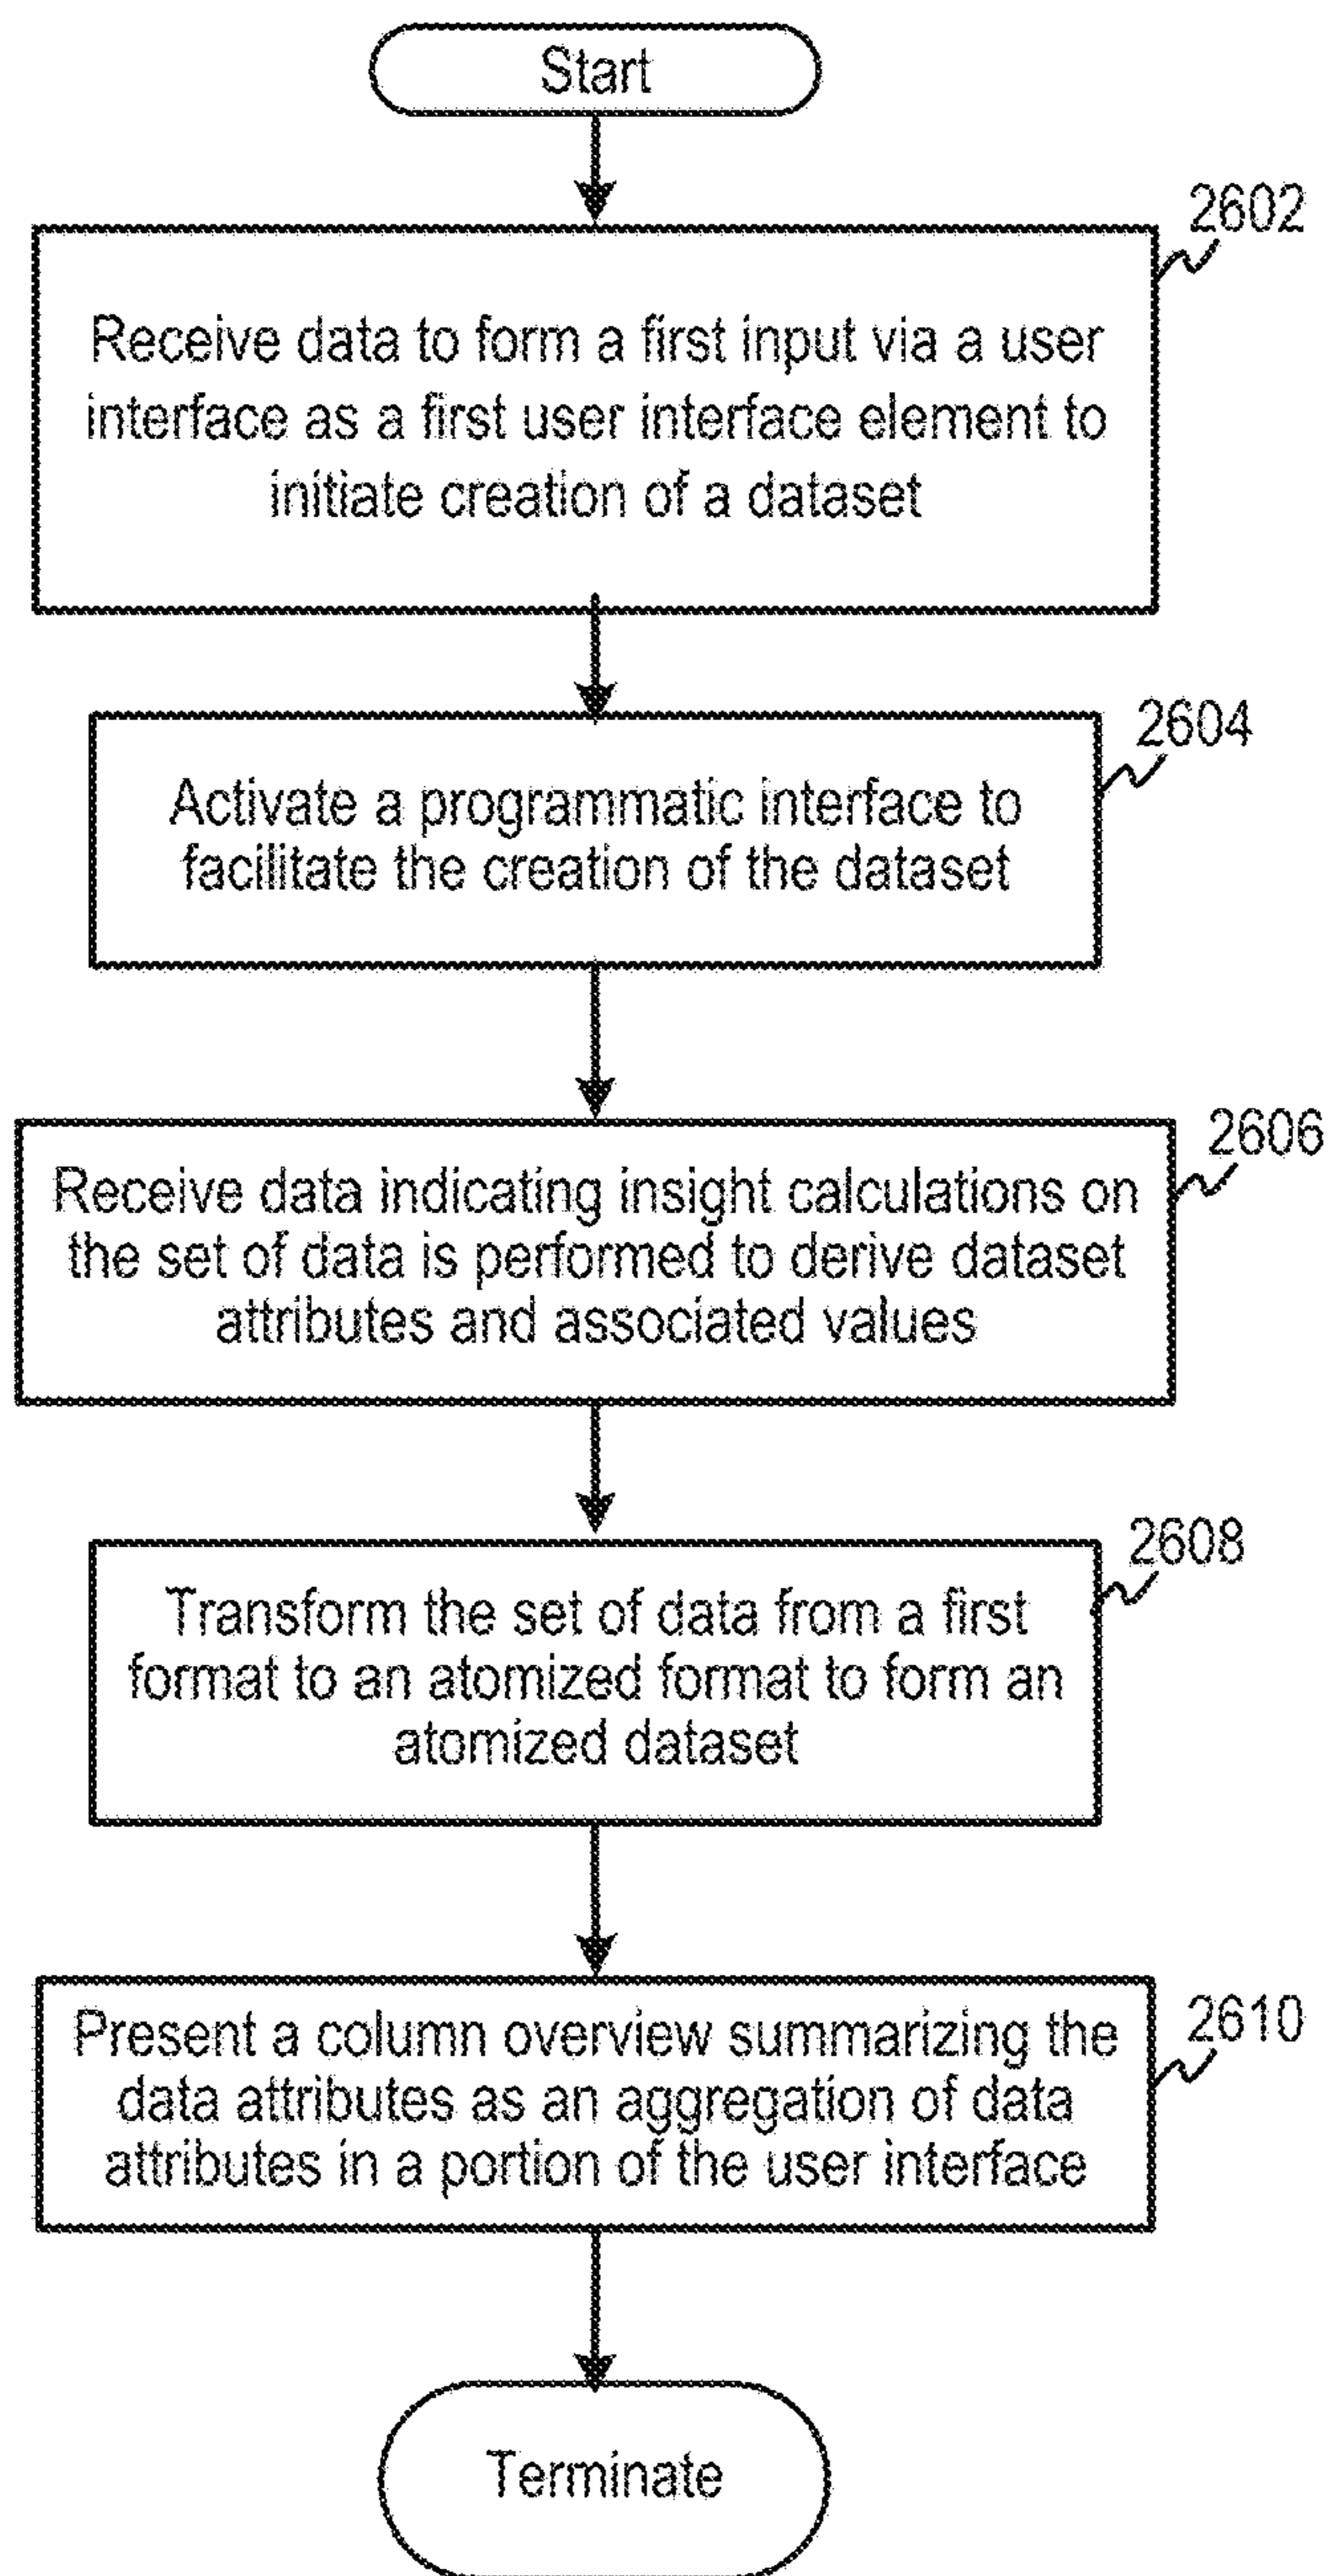 Start
2602
Receive data to form a first input via a user
interface as a first user interface element to
initiate creation of a dataset
2604
Activate a programmatic interface to
facilitate the creation of the dataset
2606
Receive data indicating insight calculations on
the set of data is performed to derive dataset
attributes and associated values
2608
Transform the set of data from a first
format to an atomized format to form an
atomized dataset
2610
Present a column overview summarizing the
data attributes as an aggregation of data
attributes in a portion of the user interface
Terminate